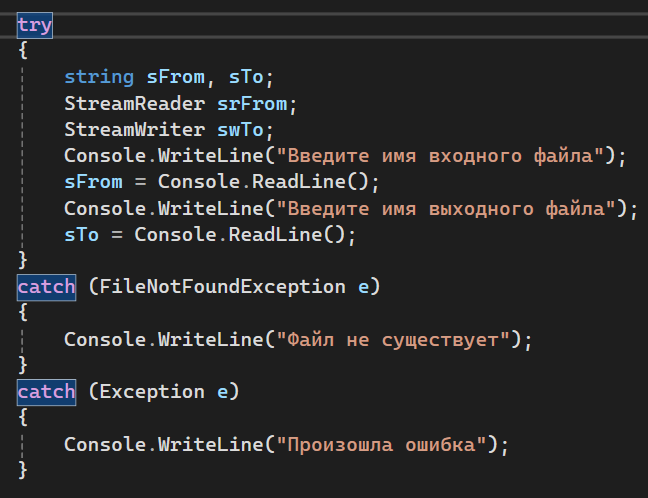 try
{
string sFrom, sTo;
StreamReader srFrom;
StreamWriter swTo;
Console.WriteLine("Введите имя входного файла");
sFrom = Console.ReadLine();
Console.WriteLine("Введите имя выходного файла");
sTo = Console.ReadLine();
}
catch (FileNotFoundException e)
{
Console.WriteLine("Файл не существует");
}
catch (Exception e)
{
Console.WriteLine("Произошла ошибка");
}